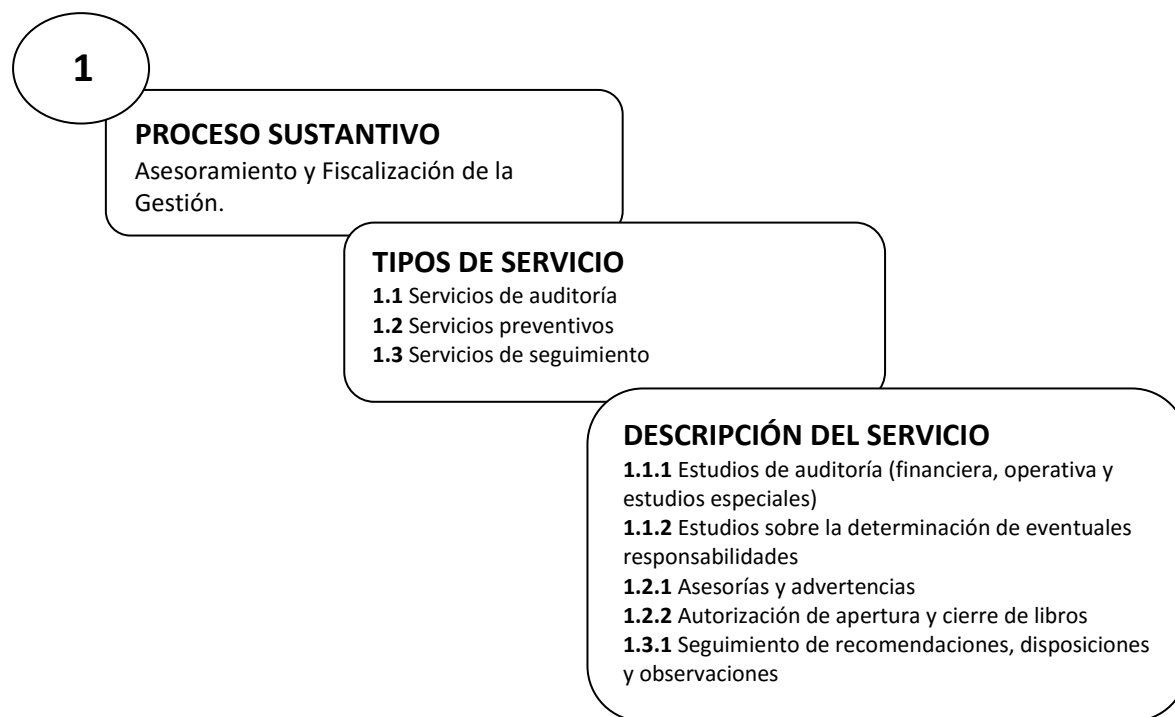 1
PROCESO SUSTANTIVO
Asesoramiento y Fiscalización de la
Gestión.
TIPOS DE SERVICIO
1.1 Servicios de auditoría
1.2 Servicios preventivos
1.3 Servicios de seguimiento
DESCRIPCIÓN DEL SERVICIO
1.1.1 Estudios de auditoría (financiera, operativa y
estudios especiales)
1.1.2 Estudios sobre la determinación de eventuales
responsabilidades
1.2.1 Asesorías y advertencias
1.2.2 Autorización de apertura y cierre de libros
1.3.1 Seguimiento de recomendaciones, disposiciones
y observaciones